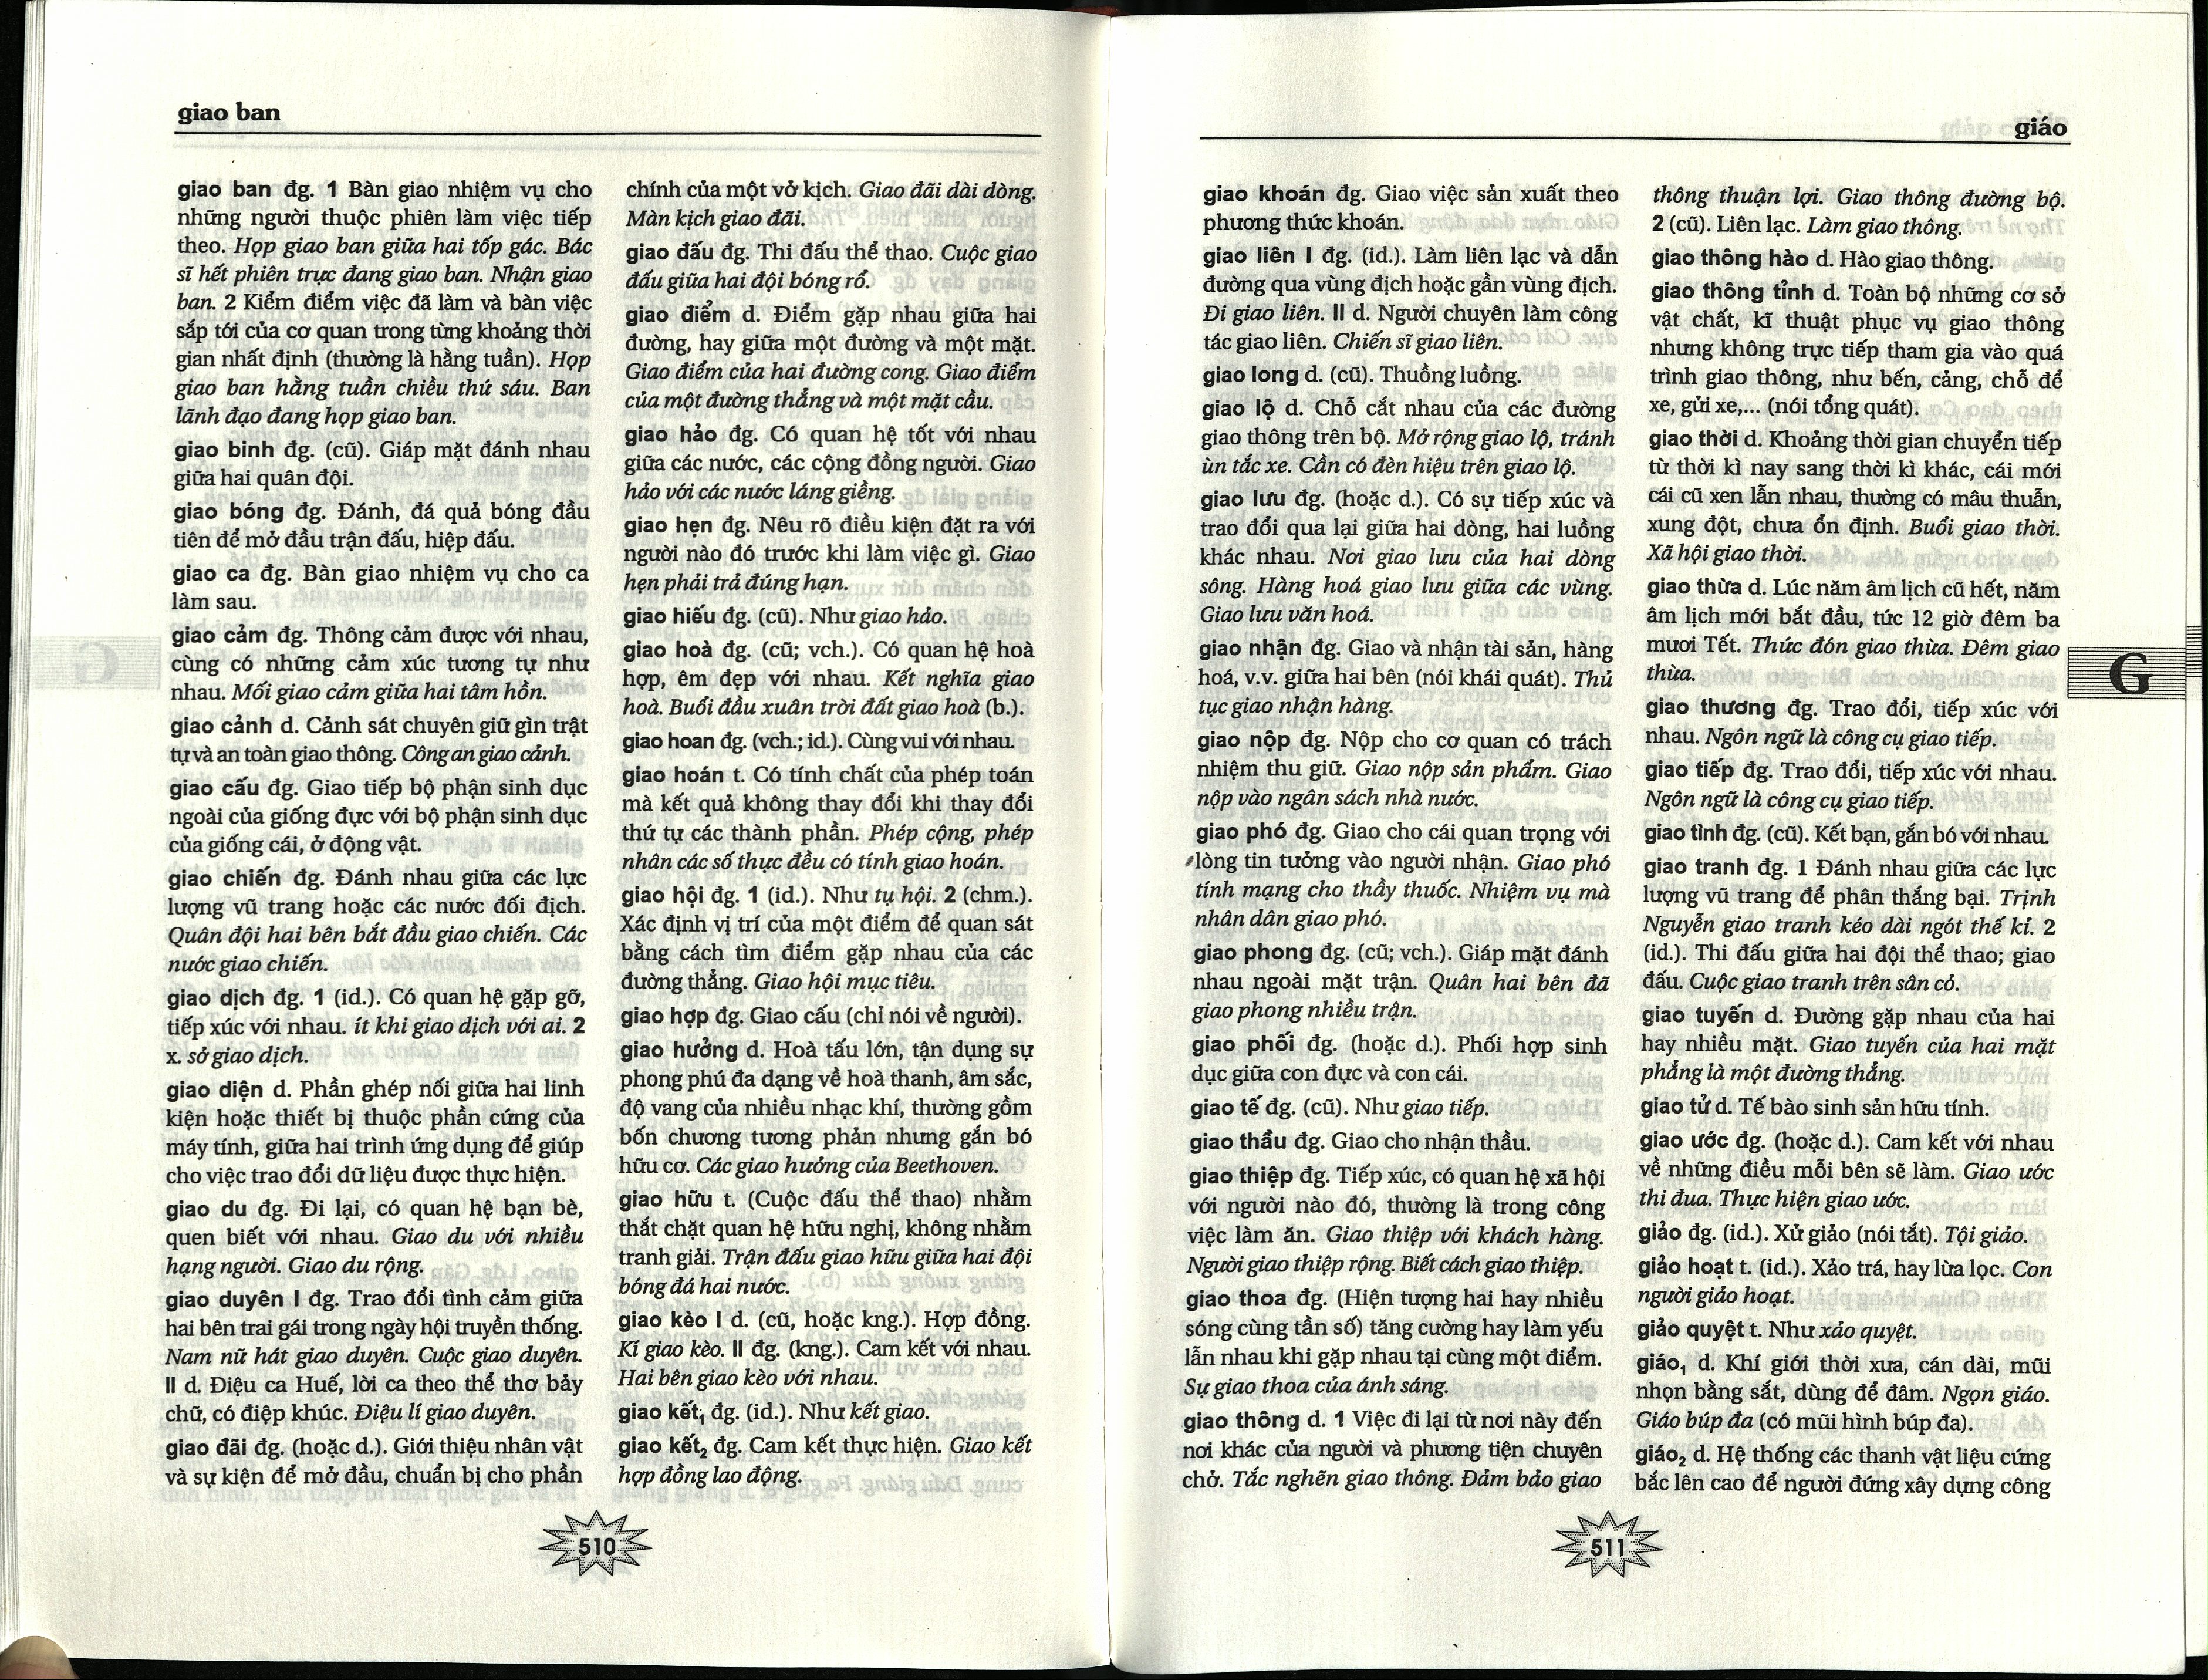 giao ban
giao ban đg. 1 Bàn giao nhiệm vụ cho
những người thuộc phiên làm việc tiếp
theo. Họp giao ban giữa hai tốp gác. Bác
sĩ hết phiên trực đang giao ban. Nhận giao
ban. 2 Kiểm điểm việc đã làm và bàn việc
sắp tới của cơ quan trong từng khoảng thời
gian nhất định (thường là hằng tuần). Họp
giao ban hằng tuần chiều thứ sáu. Ban
lãnh đạo đang họp giao ban.
giao binh đg. (cũ). Giáp mặt đánh nhau
giữa hai quân đội.
giao bóng đg. Đánh, đá quả bóng đầu
tiên để mở đầu trận đấu, hiệp đấu.
giao ca đg. Bàn giao nhiệm vụ cho ca
làm sau.
giao cảm đg. Thông cảm được với nhau,
cùng có những cảm xúc tương tự như
nhau. Mối giao cảm giữa hai tâm hồn.
giao cảnh d. Cảnh sát chuyên giữ gìn trật
tự và an toàn giao thông. Công an giao cảnh.
giao cấu đg. Giao tiếp bộ phận sinh dục
ngoài của giống đực với bộ phận sinh dục
của giống cái, ở động vật.
giao chiến đg. Đánh nhau giữa các lực
lượng vũ trang hoặc các nước đối địch.
Quân đội hai bên bắt đầu giao chiến. Các
nước giao chiến.
giao dịch đg. 1 (id.). Có quan hệ gặp gỡ,
tiếp xúc với nhau. ít khi giao dịch với ai. 2
x. sở giao dịch.
giao diện d. Phần ghép nối giữa hai linh
kiện hoặc thiết bị thuộc phần cứng của
máy tính, giữa hai trình ứng dụng để giúp
cho việc trao đổi dữ liệu được thực hiện.
giao du đg. Đi lại, có quan hệ bạn bè,
quen biết với nhau. Giao du với nhiều
hạng người. Giao du rộng.
giao duyên I đg. Trao đổi tình cảm giữa
hai bên trai gái trong ngày hội truyền thống.
Nam nữ hát giao duyên. Cuộc giao duyên.
II d. Điệu ca Huế, lời ca theo thể thơ bảy
chữ, có điệp khúc. Điệu lí giao duyên.
giao đãi đg. (hoặc d.). Giới thiệu nhân vật
và sự kiện để mở đầu, chuẩn bị cho phần
chính của một vở kịch. Giao đãi dài dòng.
Màn kịch giao đãi.
giao đấu đg. Thi đấu thể thao. Cuộc giao
đấu giữa hai đội bóng rổ.
giao điểm d. Điểm gặp nhau giữa hai
đường, hay giữa một đường và một mặt.
Giao điểm của hai đường cong. Giao điểm
của một đường thẳng và một mặt cầu.
giao hảo đg. Có quan hệ tốt với nhau
giữa các nước, các cộng đồng người. Giao
hảo với các nước láng giềng.
giao hẹn đg. Nêu rõ điều kiện đặt ra với
người nào đó trước khi làm việc gì. Giao
hẹn phải trả đúng hạn.
giao hiếu đg. (cũ). Như giao hảo.
giao hoà đg. (cũ; vch.). Có quan hệ hoà
hợp, êm đẹp với nhau. Kết nghĩa giao
hoà. Buổi đầu xuân trời đất giao hoà (b.).
giao hoan đg. (vch.; id.). Cùng vui với nhau.
giao hoán t. Có tính chất của phép toán
mà kết quả không thay đổi khi thay đổi
thứ tự các thành phần. Phép cộng, phép
nhân các số thực đều có tính giao hoán.
giao hội đg. 1 (id.). Như tụ hội. 2 (chm.).
Xác định vị trí của một điểm để quan sát
bằng cách tìm điểm gặp nhau của các
đường thẳng. Giao hội mục tiêu.
giao hợp đg. Giao cấu (chỉ nói về người).
giao hưởng d. Hoà tấu lớn, tận dụng sự
phong phú đa dạng về hoà thanh, âm sắc,
độ vang của nhiều nhạc khí, thường gồm
bốn chương tương phản nhưng gắn bó
hữu cơ. Các giao hưởng của Beethoven.
giao hữu t. (Cuộc đấu thể thao) nhằm
thắt chặt quan hệ hữu nghị, không nhằm
tranh giải. Trận đấu giao hữu giữa hai đội
bóng đá hai nước.
giao kèo I d. (cũ, hoặc kng.). Hợp đồng.
Kí giao kèo. II đg. (kng.). Cam kết với nhau.
Hai bên giao kèo với nhau.
giao kết₁ đg. (id.). Như kết giao.
giao kết₂ đg. Cam kết thực hiện. Giao kết
hợp đồng lao động.
510
giáo
giao khoán đg. Giao việc sản xuất theo
phương thức khoán.
giao liên I đg. (id.). Làm liên lạc và dẫn
đường qua vùng địch hoặc gần vùng địch.
Đi giao liên. II d. Người chuyên làm công
tác giao liên. Chiến sĩ giao liên.
giao long d. (cũ). Thuồng luồng.
giao lộ d. Chỗ cắt nhau của các đường
giao thông trên bộ. Mở rộng giao lộ, tránh
ùn tắc xe. Cần có đèn hiệu trên giao lộ.
giao lưu đg. (hoặc d.). Có sự tiếp xúc và
trao đổi qua lại giữa hai dòng, hai luồng
khác nhau. Nơi giao lưu của hai dòng
sông. Hàng hoá giao lưu giữa các vùng.
Giao lưu văn hoá.
giao nhận đg. Giao và nhận tài sản, hàng
hoá, v.v. giữa hai bên (nói khái quát). Thủ
tục giao nhận hàng.
giao nộp đg. Nộp cho cơ quan có trách
nhiệm thu giữ. Giao nộp sản phẩm. Giao
nộp vào ngân sách nhà nước.
giao phó đg. Giao cho cái quan trọng với
lòng tin tưởng vào người nhận. Giao phó
tính mạng cho thầy thuốc. Nhiệm vụ mà
nhân dân giao phó.
giao phong đg. (cũ; vch.). Giáp mặt đánh
nhau ngoài mặt trận. Quân hai bên đã
giao phong nhiều trận.
giao phối đg. (hoặc d.). Phối hợp sinh
dục giữa con đực và con cái.
giao tế đg. (cũ). Như giao tiếp.
giao thầu đg. Giao cho nhận thầu.
giao thiệp đg. Tiếp xúc, có quan hệ xã hội
với người nào đó, thường là trong công
việc làm ăn. Giao thiệp với khách hàng.
Người giao thiệp rộng. Biết cách giao thiệp.
giao thoa đg. (Hiện tượng hai hay nhiều
sóng cùng tần số) tăng cường hay làm yếu
lẫn nhau khi gặp nhau tại cùng một điểm.
Sự giao thoa của ánh sáng.
giao thông d. 1 Việc đi lại từ nơi này đến
nơi khác của người và phương tiện chuyên
chở. Tắc nghẽn giao thông. Đảm bảo giao
thông thuận lợi. Giao thông đường bộ.
2 (cũ). Liên lạc. Làm giao thông.
giao thông hào d. Hào giao thông.
giao thông tỉnh d. Toàn bộ những cơ sở
vật chất, kĩ thuật phục vụ giao thông
nhưng không trực tiếp tham gia vào quá
trình giao thông, như bến, cảng, chỗ để
xe, gửi xe,... (nói tổng quát).
giao thời d. Khoảng thời gian chuyển tiếp
từ thời kì nay sang thời kì khác, cái mới
cái cũ xen lẫn nhau, thường có mâu thuẫn,
xung đột, chưa ổn định. Buổi giao thời.
Xã hội giao thời.
giao thừa d. Lúc năm âm lịch cũ hết, năm
âm lịch mới bắt đầu, tức 12 giờ đêm ba
mươi Tết. Thức đón giao thừa. Đêm giao
thừa.
giao thương đg. Trao đổi, tiếp xúc với
nhau. Ngôn ngữ là công cụ giao tiếp.
giao tiếp đg. Trao đổi, tiếp xúc với nhau.
Ngôn ngữ là công cụ giao tiếp.
giao tình đg. (cũ). Kết bạn, gắn bó với nhau.
giao tranh đg. 1 Đánh nhau giữa các lực
lượng vũ trang để phân thắng bại. Trịnh
Nguyễn giao tranh kéo dài ngót thế kỉ. 2
(id.). Thi đấu giữa hai đội thể thao; giao
đấu. Cuộc giao tranh trên sân cỏ.
giao tuyến d. Đường gặp nhau của hai
hay nhiều mặt. Giao tuyến của hai mặt
phẳng là một đường thẳng.
giao tử d. Tế bào sinh sản hữu tính.
giao ước đg. (hoặc d.). Cam kết với nhau
về những điều mỗi bên sẽ làm. Giao ước
thi đua. Thực hiện giao ước.
giảo đg. (id.). Xử giảo (nói tắt). Tội giảo.
giảo hoạt t. (id.). Xảo trá, hay lừa lọc. Con
người giảo hoạt.
giảo quyệt t. Như xảo quyệt.
giáo₁ d. Khí giới thời xưa, cán dài, mũi
nhọn bằng sắt, dùng để đâm. Ngọn giáo.
Giáo búp đa (có mũi hình búp đa).
giáo₂ d. Hệ thống các thanh vật liệu cứng
bắc lên cao để người đứng xây dựng công
G
511